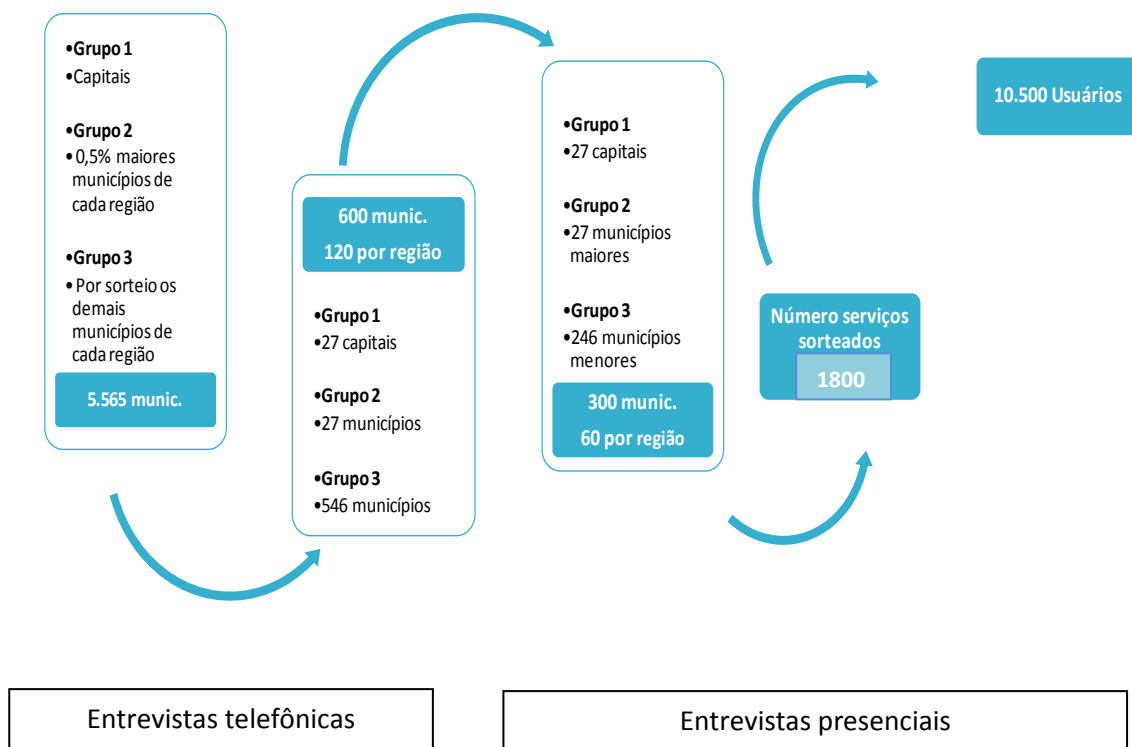 •Grupo 1
•Capitais
•Grupo 2
• 0,5% maiores
municípios de
cada região
•Grupo 3
• Por sorteio os
demais
municípios de
cada região
5.565 munic.
600 munic.
120 por região
•Grupo 1
•27 capitais
•Grupo 2
•27 municípios
•Grupo 3
•546 municípios
•Grupo 1
•27 capitais
•Grupo 2
•27 municípios
maiores
•Grupo 3
•246 municípios
menores
300 munic.
60 por região
Número serviços
sorteados
1800
10.500 Usuários
Entrevistas telefônicas
Entrevistas presenciais